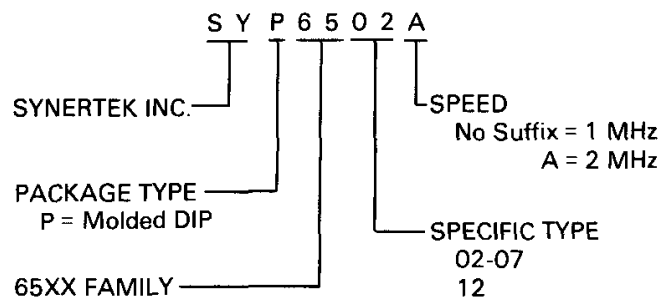 S Y P 6 5 0 2 A
SYNERTEK INC.
SPEED
No Suffix = 1 MHz
A = 2 MHz
PACKAGE TYPE
P = Molded DIP
SPECIFIC TYPE
02-07
12
65XX FAMILY